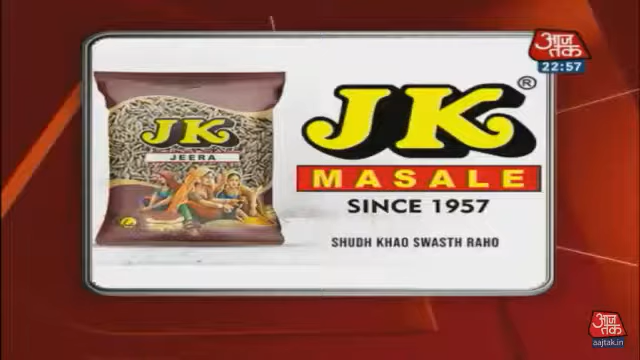 आज
तक
22:57
JK
JEERA
JK®
MASALE
SINCE 1957
SHUDH KHAO SWASTH RAHO
आज
तक
aajtak.in